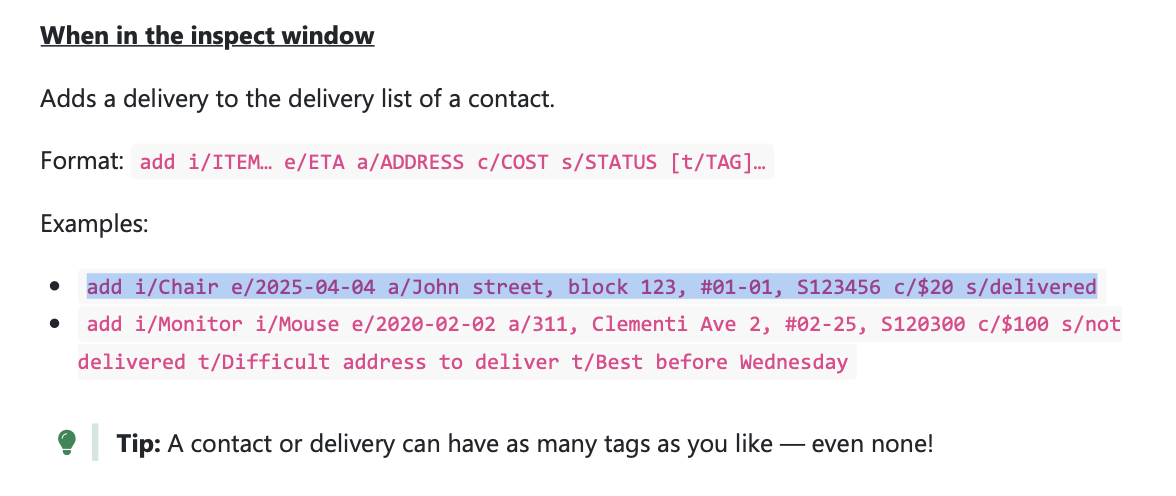 When in the inspect window
Adds a delivery to the delivery list of a contact.
Format: add i/ITEM… e/ETA a/ADDRESS c/COST s/STATUS [t/TAG]…
Examples:
• add i/Chair e/2025-04-04 a/John street, block 123, #01-01, S123456 c/$20 s/delivered
• add i/Monitor i/Mouse e/2020-02-02 a/311, Clementi Ave 2, #02-25, S120300 c/$100 s/not
delivered t/Difficult address to deliver t/Best before Wednesday
Tip: A contact or delivery can have as many tags as you like — even none!